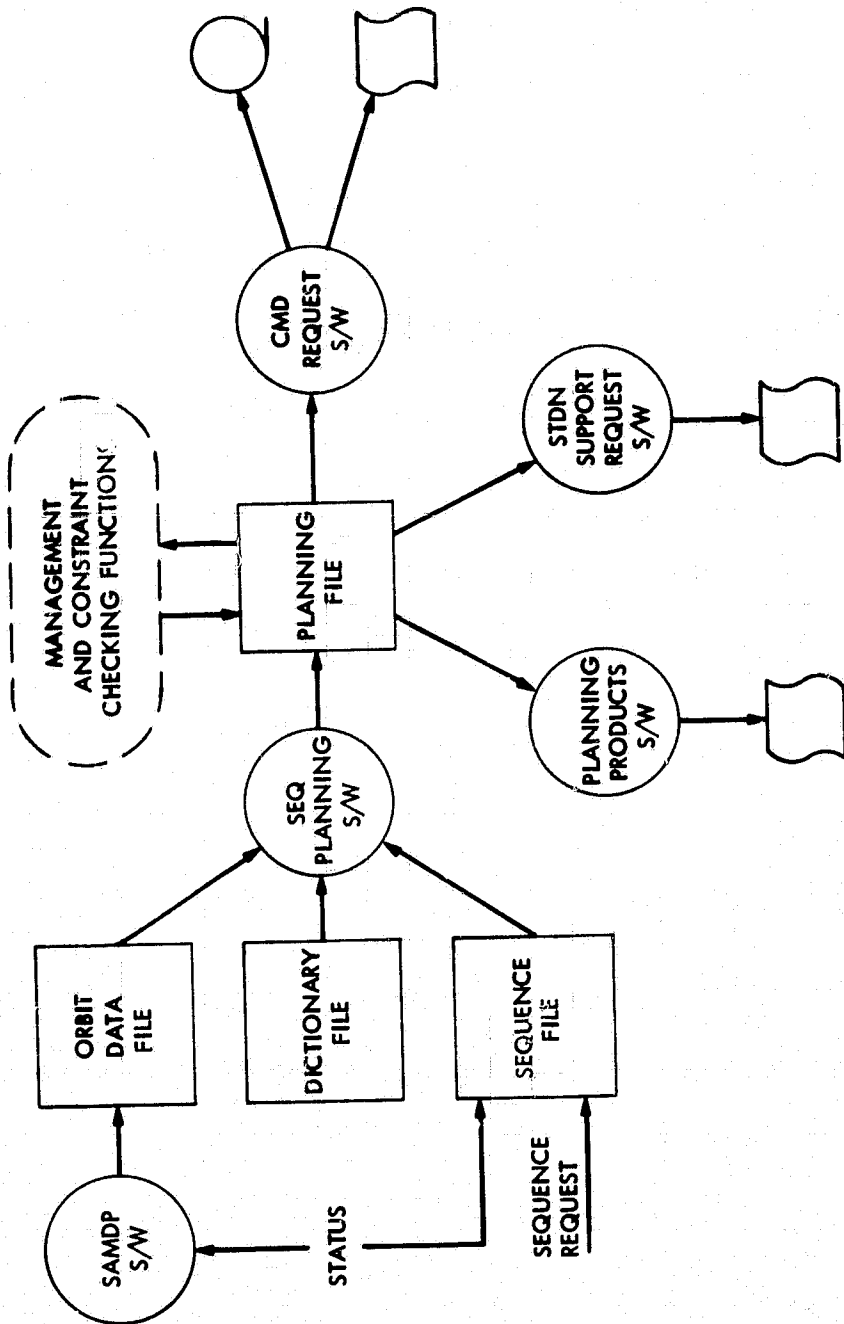 MANAGEMENT
AND CONSTRAINT
CHECKING FUNCTIONS
SAMDP
S/W
ORBIT
DATA
FILE
STATUS
DICTIONARY
FILE
SEQ
PLANNING
S/W
PLANNING
FILE
CMD
REQUEST
S/W
SEQUENCE
REQUEST
SEQUENCE
FILE
PLANNING
PRODUCTS
S/W
STDN
SUPPORT
REQUEST
S/W